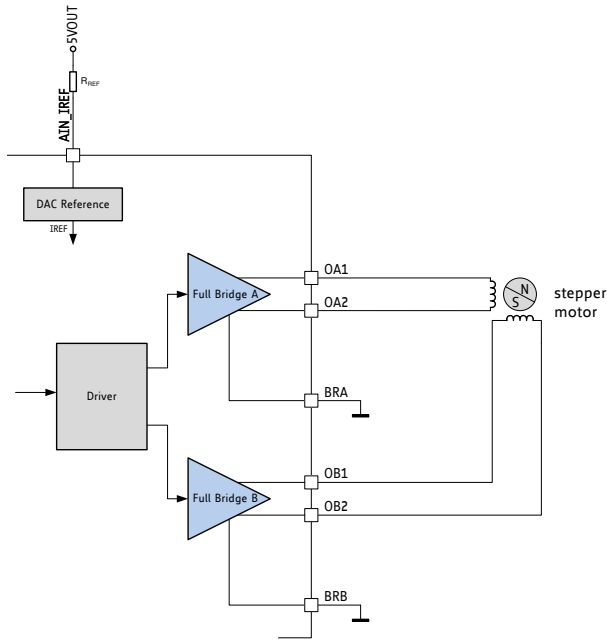 5VOUT
RREF
AIN_IREF
DAC Reference
IREF
OA1
Full Bridge A
OA2
N
S
stepper
motor
BRA
Driver
OB1
Full Bridge B
OB2
BRB